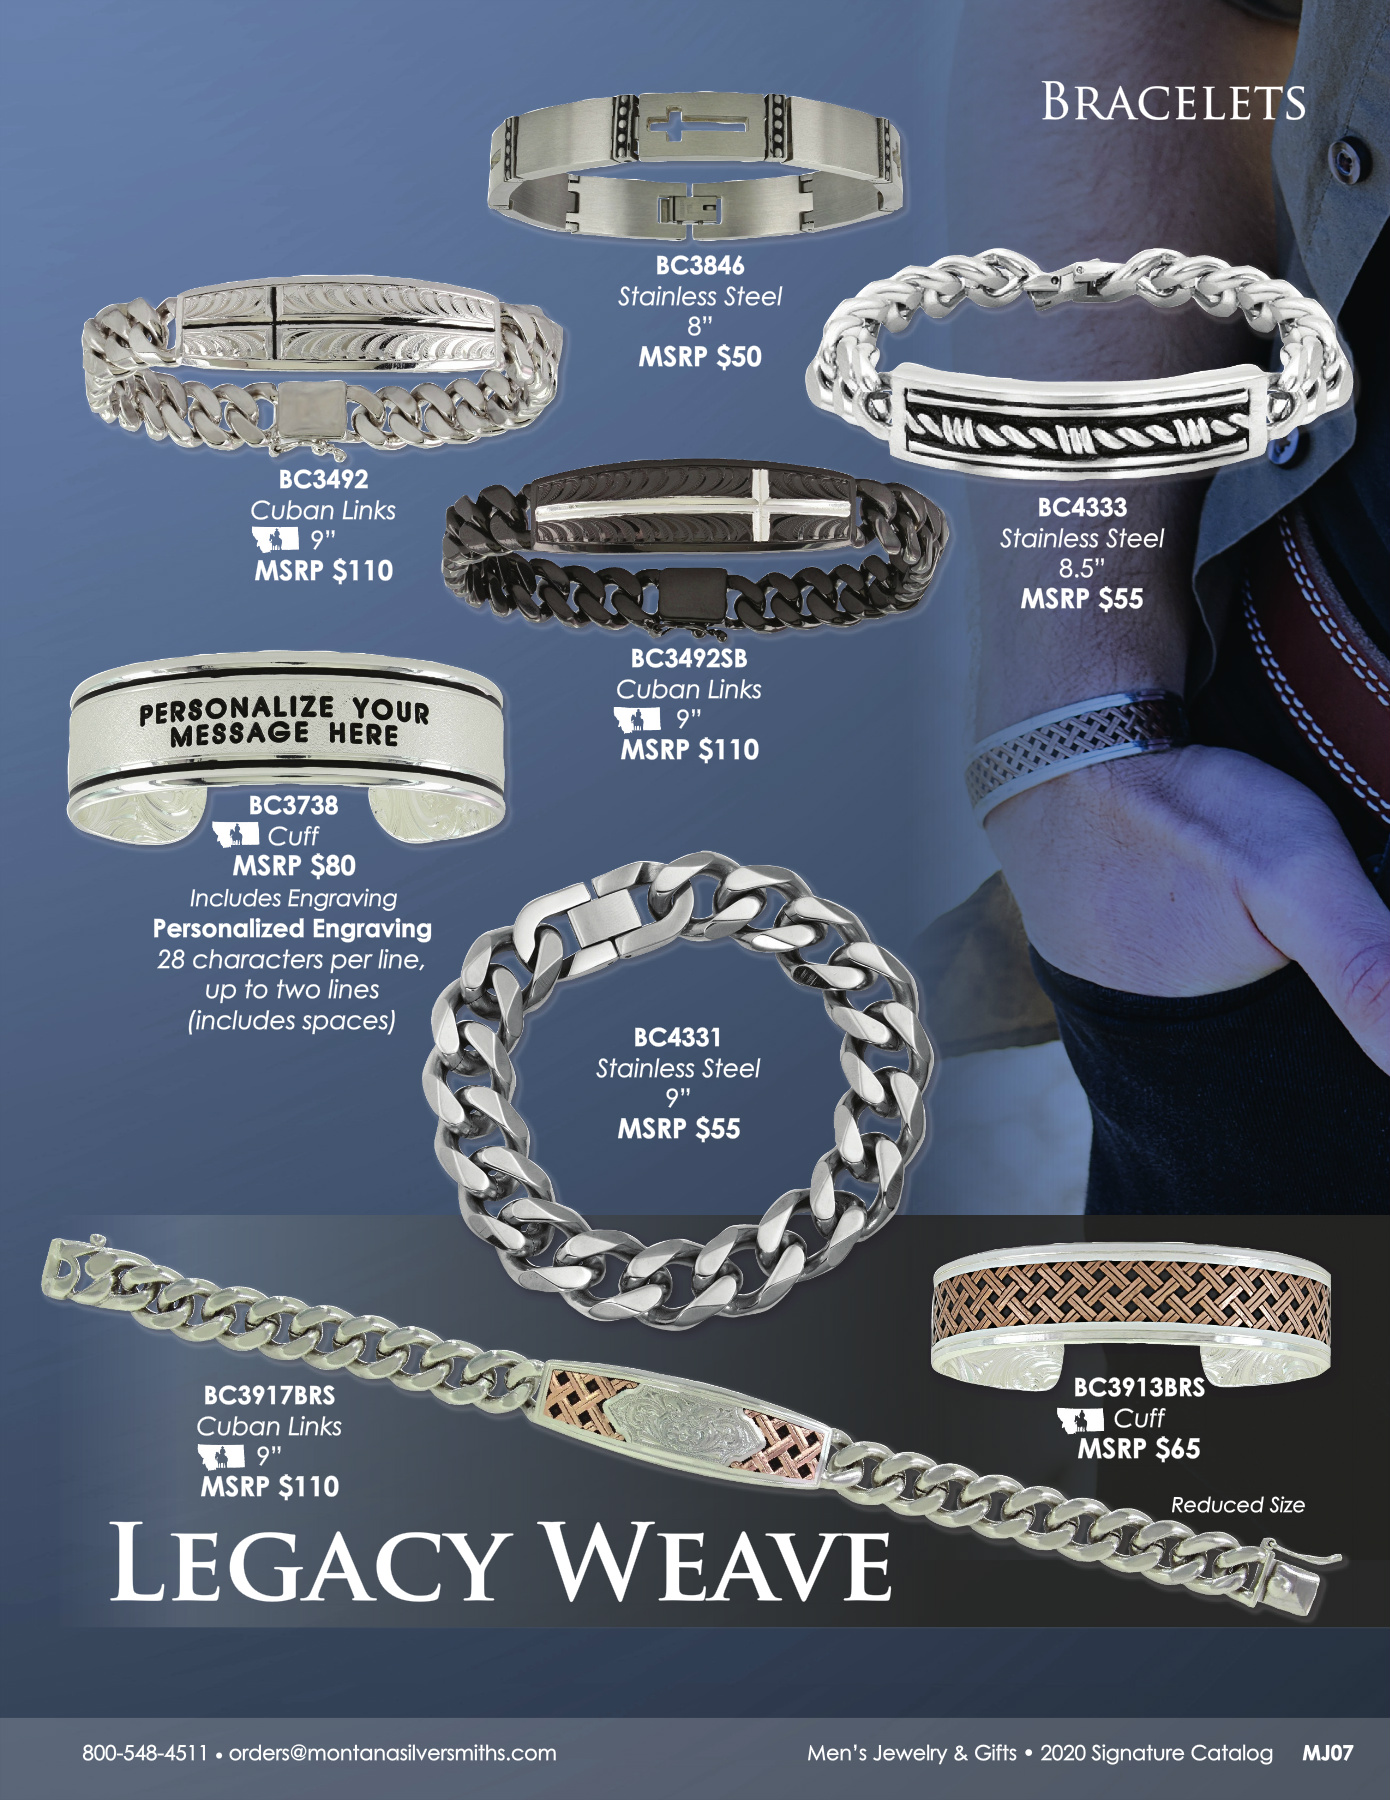 BRACELETS
BC3846
Stainless Steel
8”
MSRP $50
BC3492
Cuban Links
9”
MSRP $110
BC4333
Stainless Steel
8.5”
MSRP $55
BC3492SB
Cuban Links
9”
MSRP $110
PERSONALIZE YOUR
MESSAGE HERE
BC3738
Cuff
MSRP $80
Includes Engraving
Personalized Engraving
28 characters per line,
up to two lines
(includes spaces)
BC4331
Stainless Steel
9”
MSRP $55
BC3917BRS
Cuban Links
9”
MSRP $110
BC3913BRS
Cuff
MSRP $65
Reduced Size
LEGACY WEAVE
800-548-4511 • orders@montanasilversmiths.com
Men’s Jewelry & Gifts • 2020 Signature Catalog MJ07